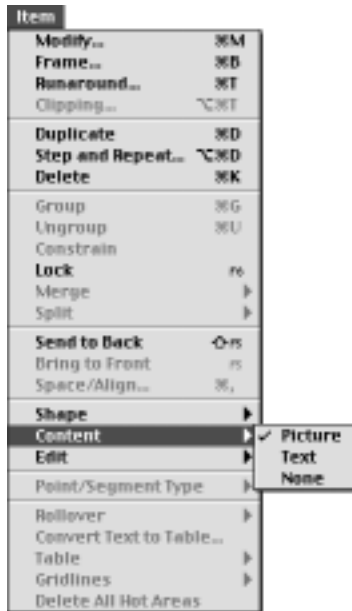 Item
Modify... ⌘M
Frame... ⌘B
Runaround... ⌘T
Clipping... ⌥⌘T
Duplicate ⌘D
Step and Repeat... ⌥⌘D
Delete ⌘K
Group ⌘G
Ungroup ⌘U
Constrain
Lock F6
Merge
Split
Send to Back ⇧F5
Bring to Front F5
Space/Align... ⌘,
Shape
Content ✓ Picture
Edit Text
None
Point/Segment Type
Rollover
Convert Text to Table...
Table
Gridlines
Delete All Hot Areas